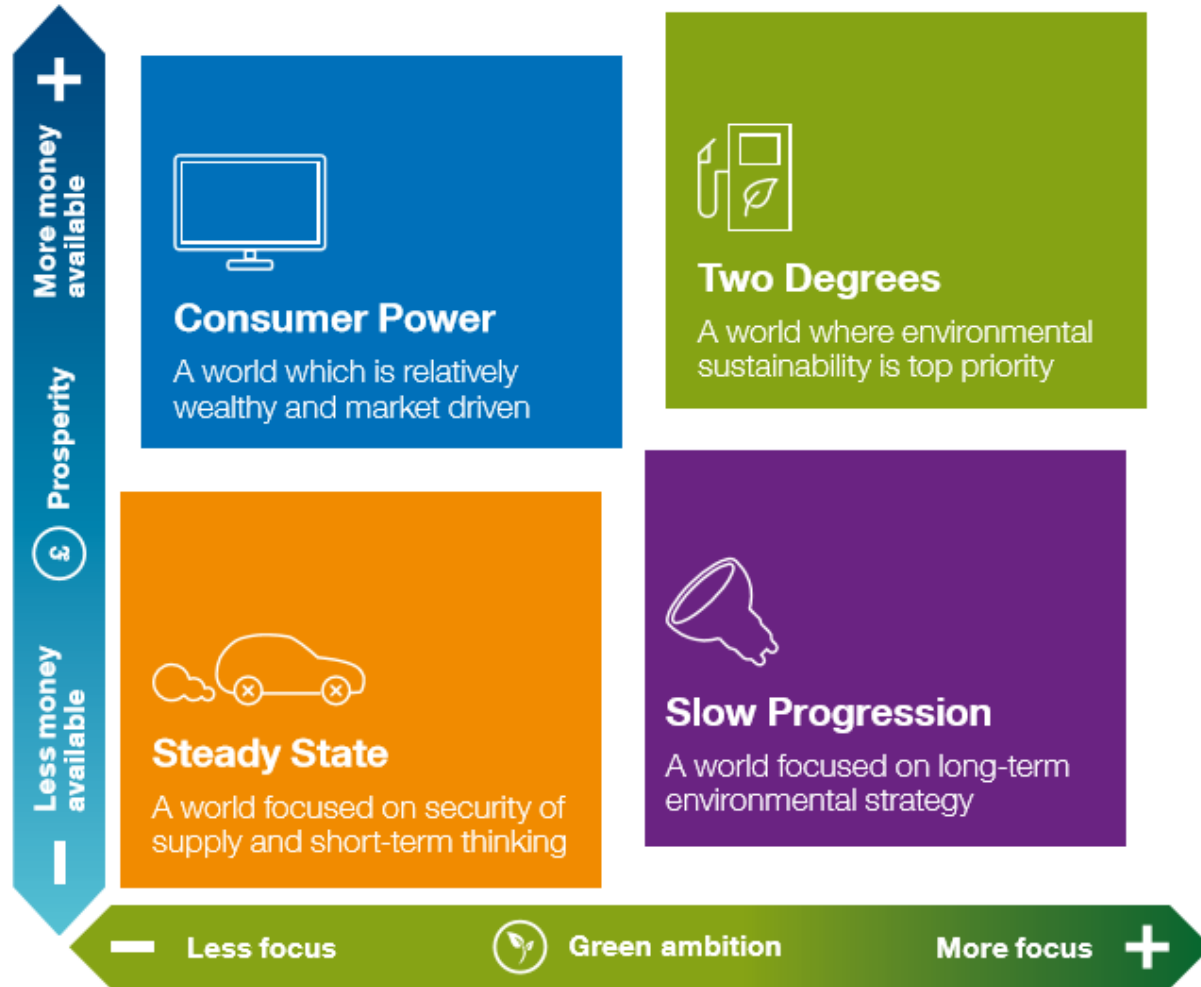 +
More money
available
Prosperity
£
Less money
available
−
Consumer Power
A world which is relatively
wealthy and market driven
Two Degrees
A world where environmental
sustainability is top priority
Steady State
A world focused on security of
supply and short-term thinking
Slow Progression
A world focused on long-term
environmental strategy
− Less focus
Green ambition
More focus +